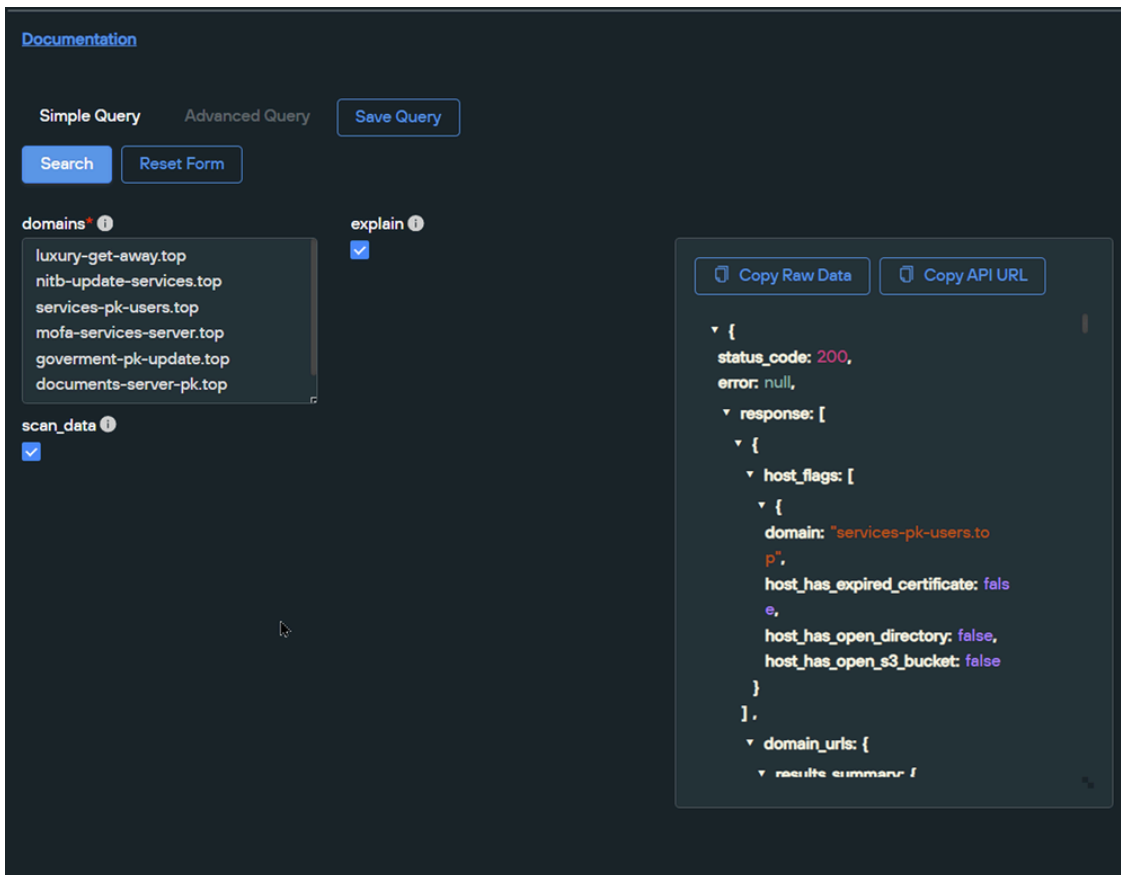 Documentation
Simple Query
Advanced Query
Save Query
Search
Reset Form
domains*
luxury-get-away.top
nitb-update-services.top
services-pk-users.top
mofa-services-server.top
goverment-pk-update.top
documents-server-pk.top
scan_data
explain
Copy Raw Data
Copy API URL
{
status_code: 200,
error: null,
response: [
{
host_flags: [
{
domain: "services-pk-users.to
p",
host_has_expired_certificate: fals
e,
host_has_open_directory: false,
host_has_open_s3_bucket: false
}
],
domain_urls: {
results_summary: {